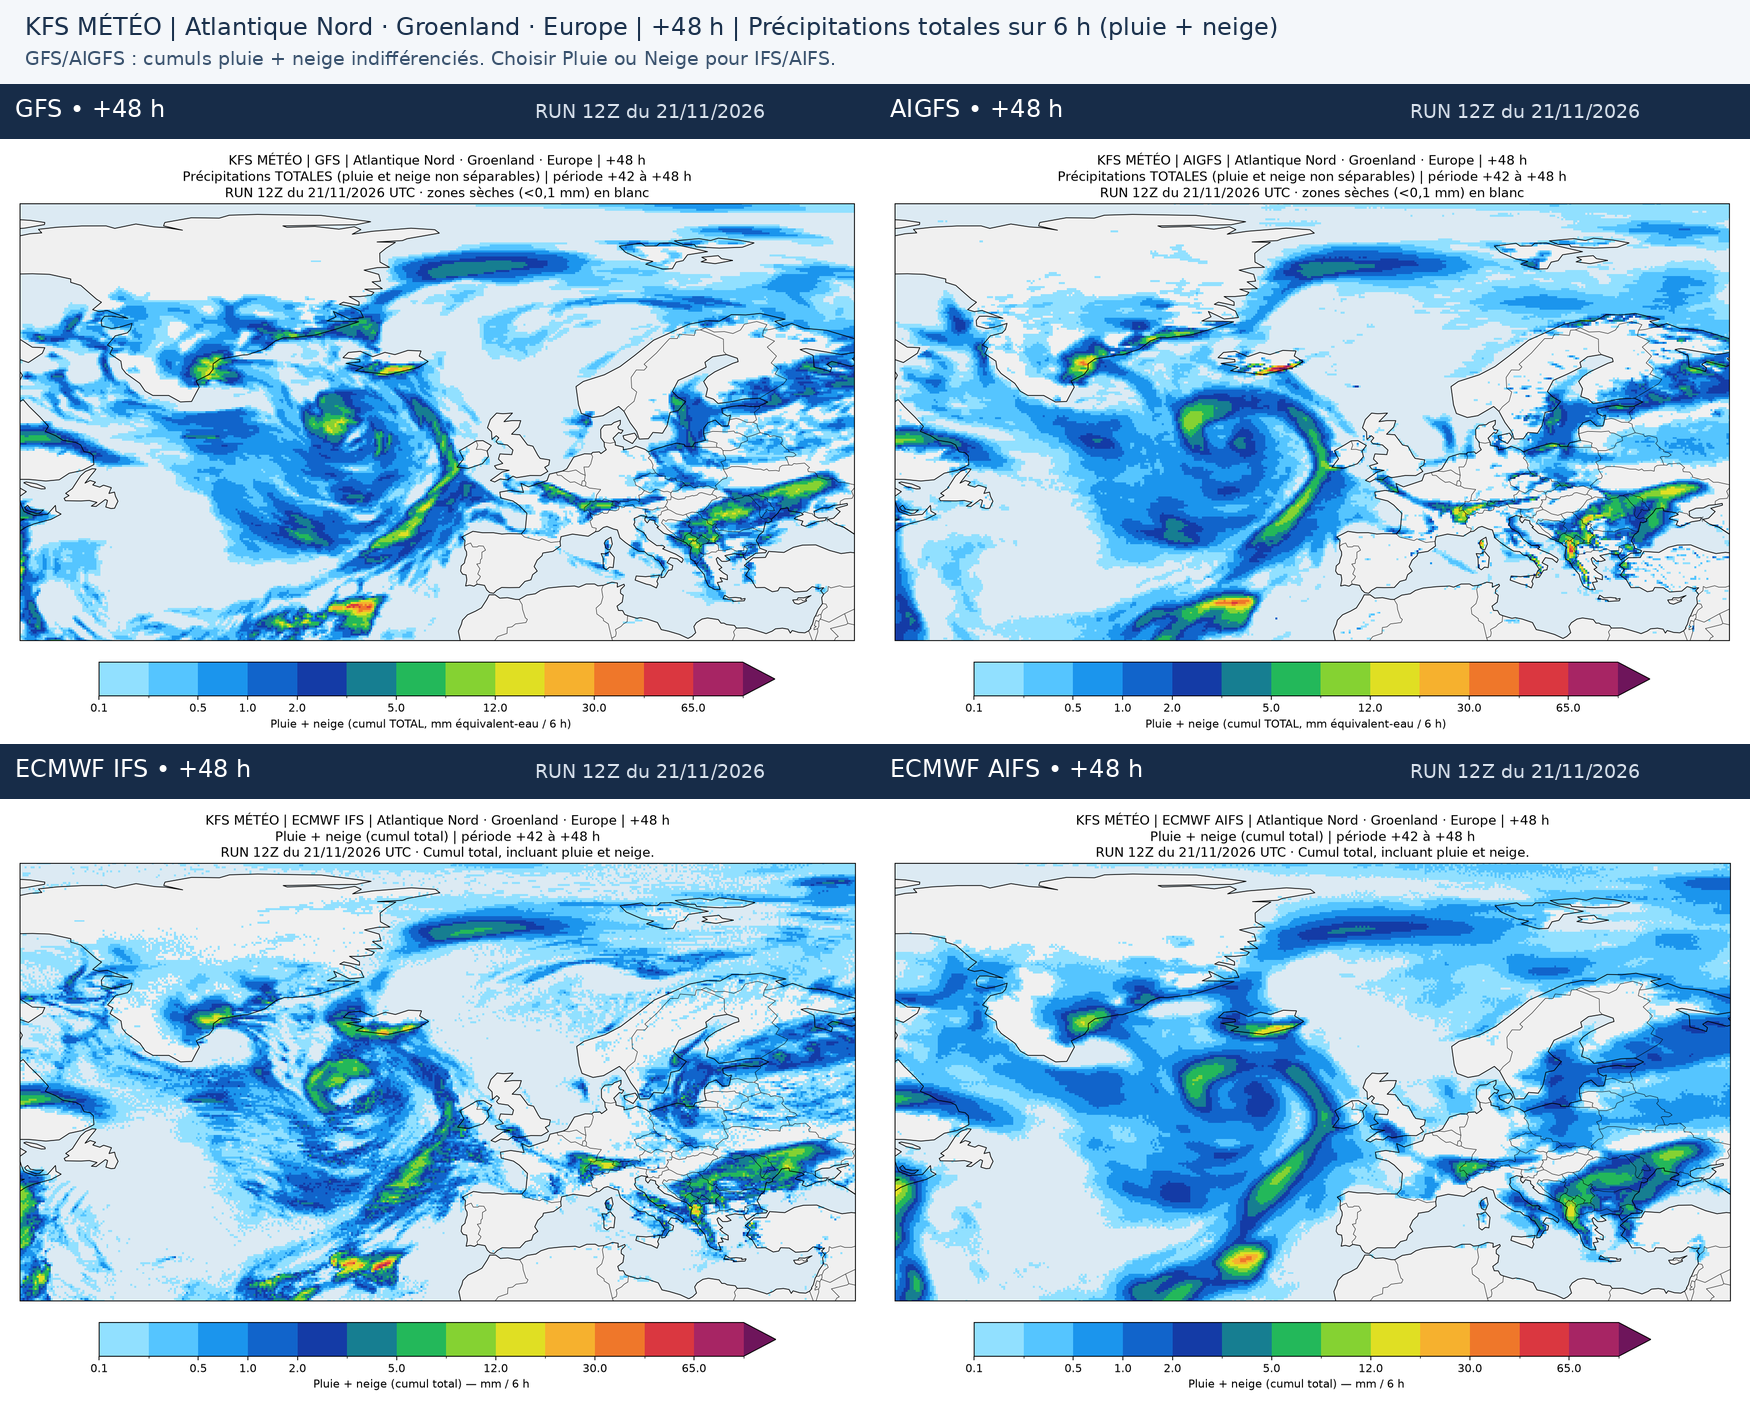 KFS MÉTÉO | Atlantique Nord · Groenland · Europe | +48 h | Précipitations totales sur 6 h (pluie + neige)
GFS/AIGFS : cumuls pluie + neige indifférenciés. Choisir Pluie ou Neige pour IFS/AIFS.
GFS • +48 h
RUN 12Z du 21/11/2026
AIGFS • +48 h
RUN 12Z du 21/11/2026
KFS MÉTÉO | GFS | Atlantique Nord · Groenland · Europe | +48 h
Précipitations TOTALES (pluie et neige non séparables) | période +42 à +48 h
RUN 12Z du 21/11/2026 UTC · zones sèches (<0,1 mm) en blanc
KFS MÉTÉO | AIGFS | Atlantique Nord · Groenland · Europe | +48 h
Précipitations TOTALES (pluie et neige non séparables) | période +42 à +48 h
RUN 12Z du 21/11/2026 UTC · zones sèches (<0,1 mm) en blanc
0.1 0.5 1.0 2.0 5.0 12.0 30.0 65.0
Pluie + neige (cumul TOTAL, mm équivalent-eau / 6 h)
0.1 0.5 1.0 2.0 5.0 12.0 30.0 65.0
Pluie + neige (cumul TOTAL, mm équivalent-eau / 6 h)
ECMWF IFS • +48 h
RUN 12Z du 21/11/2026
ECMWF AIFS • +48 h
RUN 12Z du 21/11/2026
KFS MÉTÉO | ECMWF IFS | Atlantique Nord · Groenland · Europe | +48 h
Pluie + neige (cumul total) | période +42 à +48 h
RUN 12Z du 21/11/2026 UTC · Cumul total, incluant pluie et neige.
KFS MÉTÉO | ECMWF AIFS | Atlantique Nord · Groenland · Europe | +48 h
Pluie + neige (cumul total) | période +42 à +48 h
RUN 12Z du 21/11/2026 UTC · Cumul total, incluant pluie et neige.
0.1 0.5 1.0 2.0 5.0 12.0 30.0 65.0
Pluie + neige (cumul total) — mm / 6 h
0.1 0.5 1.0 2.0 5.0 12.0 30.0 65.0
Pluie + neige (cumul total) — mm / 6 h